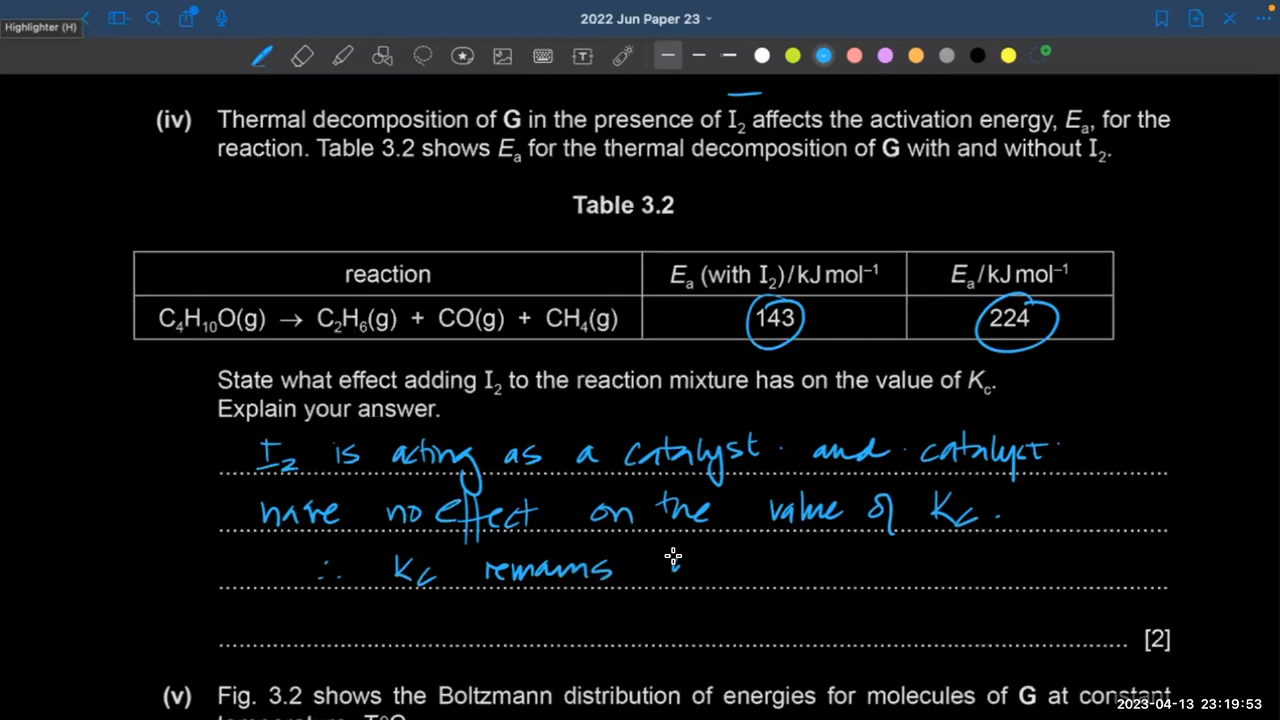 Highlighter (H)
2022 Jun Paper 23
(iv) Thermal decomposition of G in the presence of I₂ affects the activation energy, Eₐ, for the
reaction. Table 3.2 shows Eₐ for the thermal decomposition of G with and without I₂.
Table 3.2
reaction Eₐ (with I₂)/kJ mol⁻¹ Eₐ/kJ mol⁻¹
C₄H₁₀O(g) → C₂H₆(g) + CO(g) + CH₄(g) 143 224
State what effect adding I₂ to the reaction mixture has on the value of K꜀.
Explain your answer.
I₂ is acting as a catalyst. and catalyst
have no effect on the value of K꜀.
∴ K꜀ remains
[2]
(v) Fig. 3.2 shows the Boltzmann distribution of energies for molecules of G at constant
temperature, T°C.
2023-04-13 23:19:53